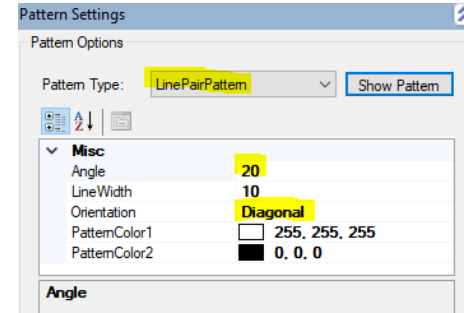 Pattern Settings
Pattern Options
Pattern Type: LinePairPattern Show Pattern
Misc
Angle 20
LineWidth 10
Orientation Diagonal
PatternColor1 255, 255, 255
PatternColor2 0, 0, 0
Angle